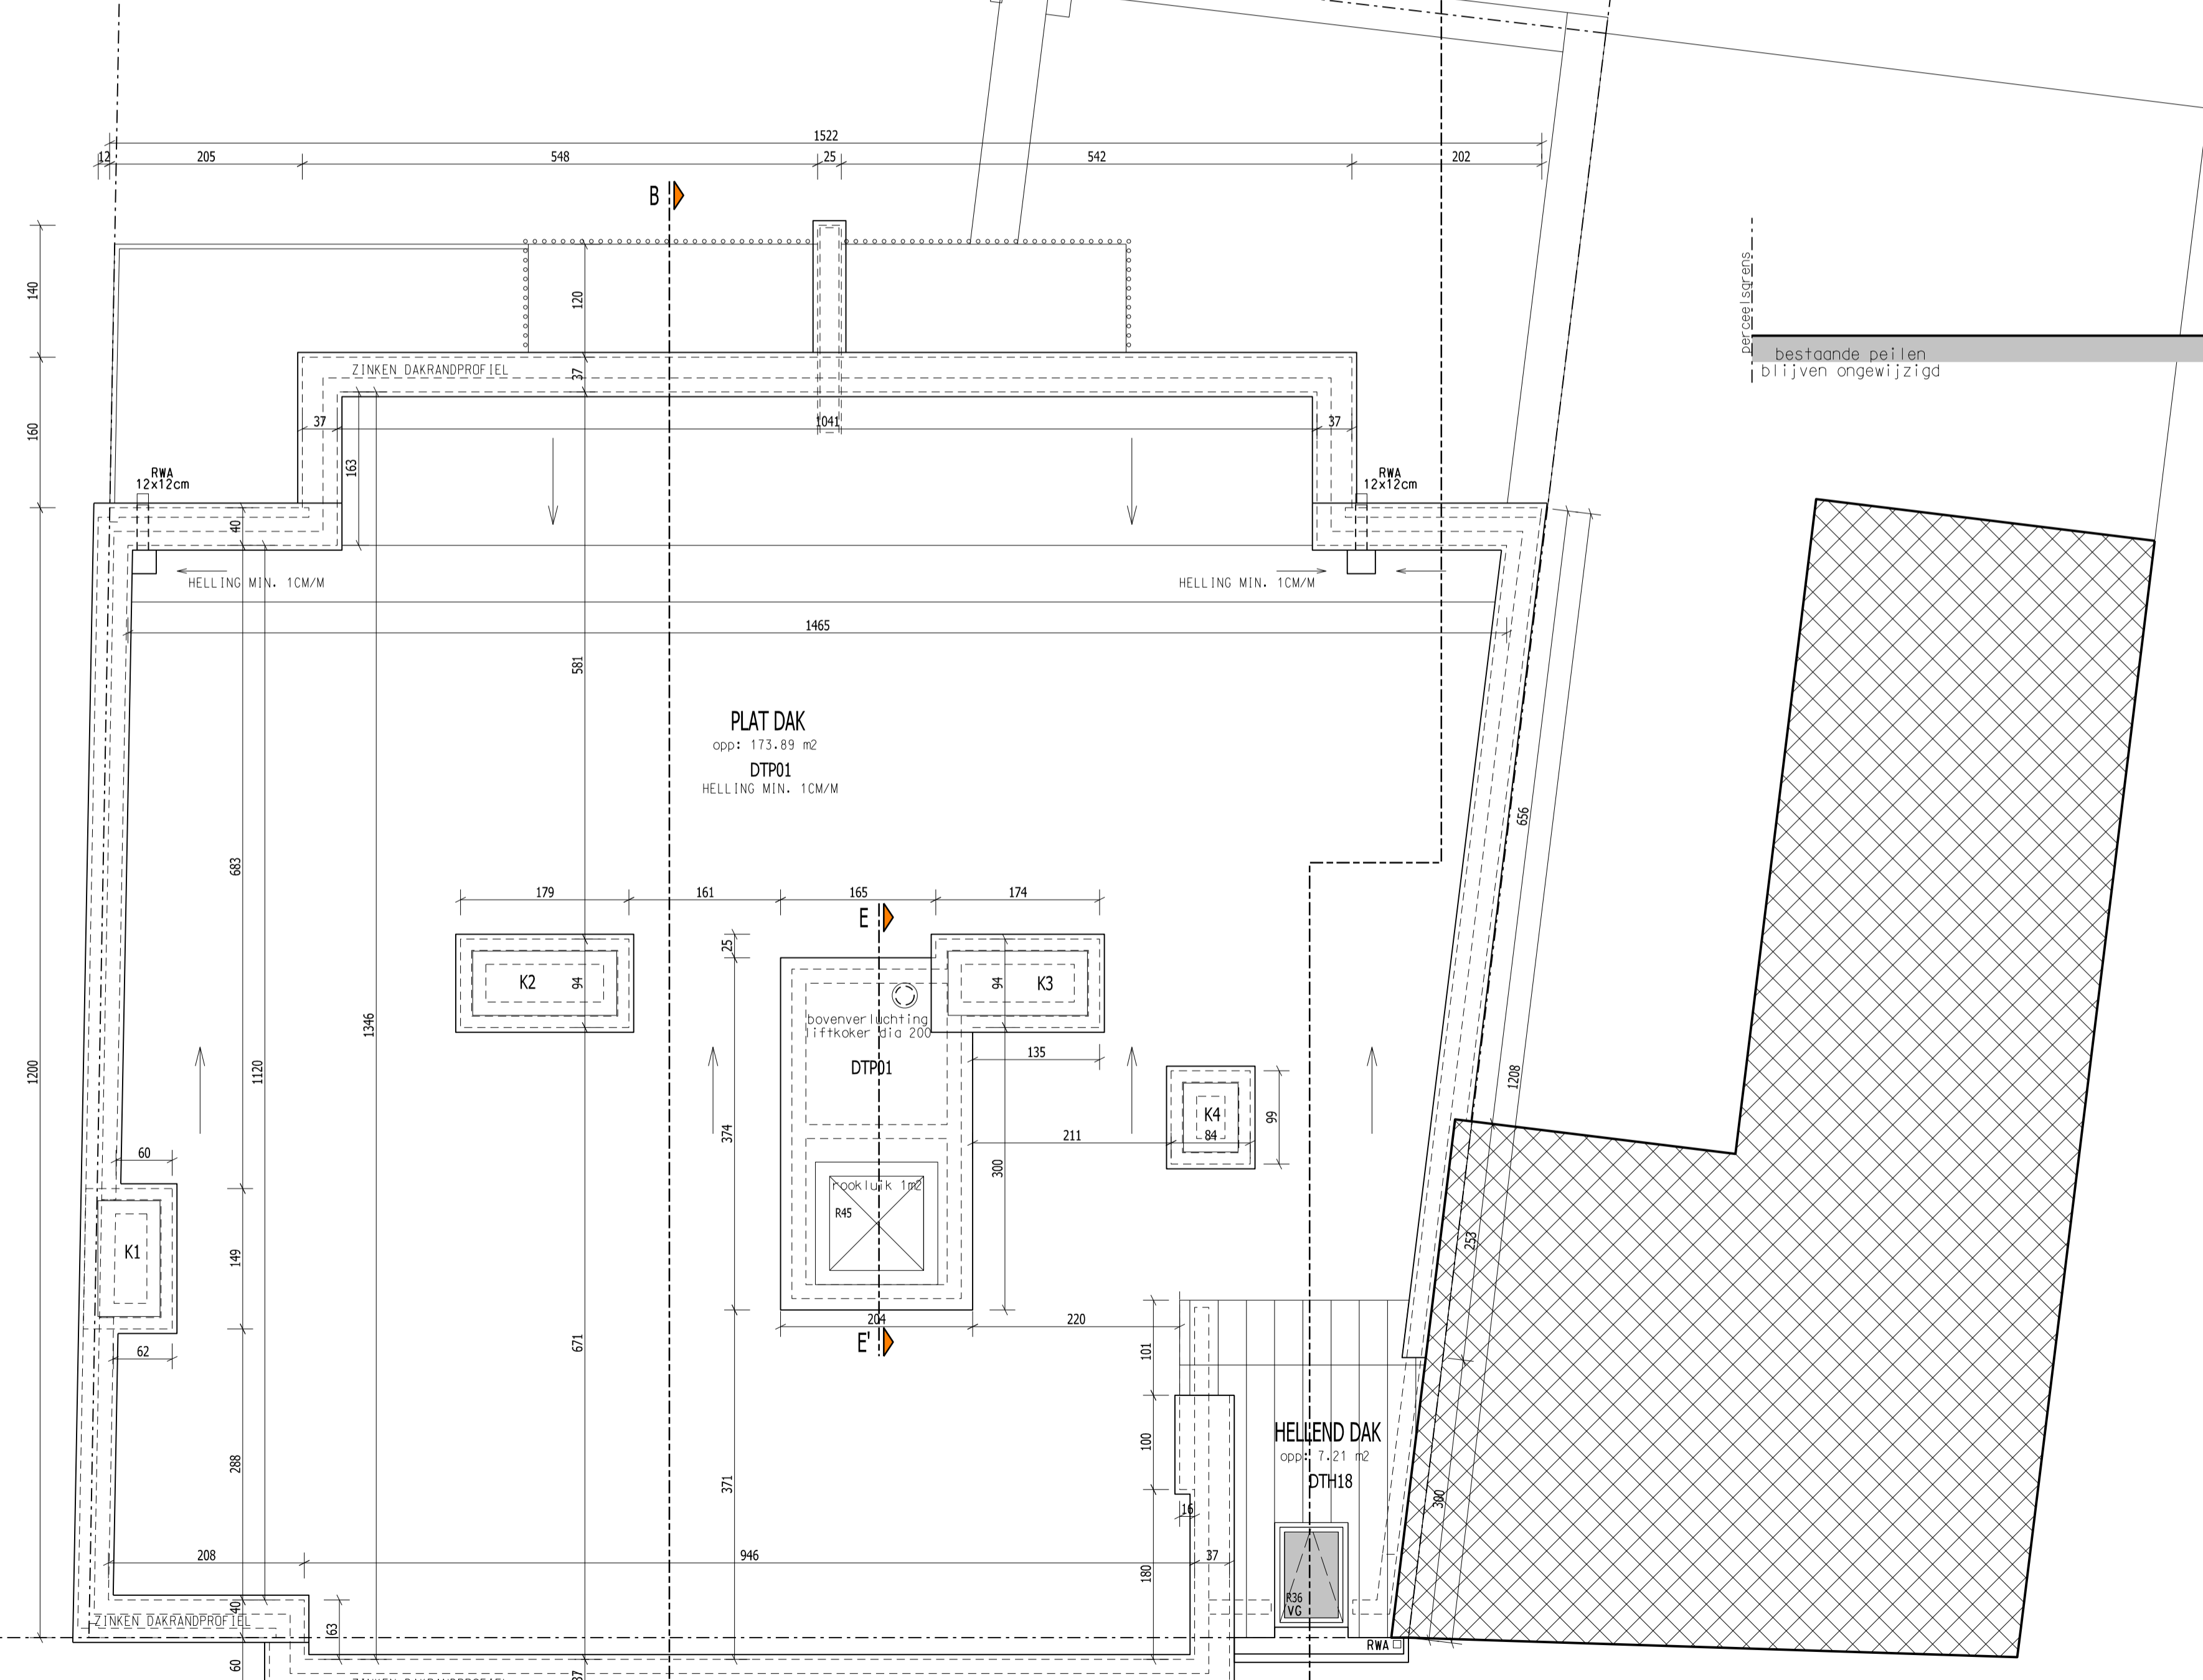 1522
12
205
548
25
542
202
B
140
120
perceelsgrens
bestaande peilen
blijven ongewijzigd
ZINKEN DAKRANDPROFIEL
37
160
37
1041
37
163
RWA
12x12cm
RWA
12x12cm
40
HELLING MIN. 1CM/M
HELLING MIN. 1CM/M
1465
581
PLAT DAK
opp: 173.89 m2
DTP01
HELLING MIN. 1CM/M
656
683
179
161
165
174
E
25
K2
94
94
K3
bovenverluchting
liftkoker dia 200
1346
135
DTP01
1200
1120
1208
K4
84
99
374
211
60
300
rookluik 1m2
R45
K1
149
253
671
204
220
E'
62
101
HELLEND DAK
opp: 7.21 m2
DTH18
100
288
371
300
16
208
946
37
180
R36
VG
40
ZINKEN DAKRANDPROFIEL
63
RWA
60
37
ZINKEN DAKRANDPROFIEL